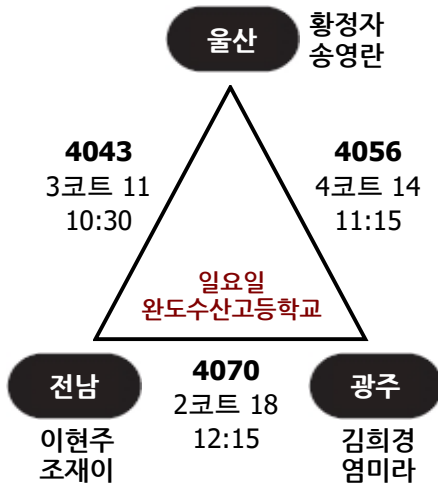 울산
황정자
송영란
4043
3코트 11
10:30
4056
4코트 14
11:15
일요일
완도수산고등학교
전남
이현주
조재이
4070
2코트 18
12:15
광주
김희경
염미라